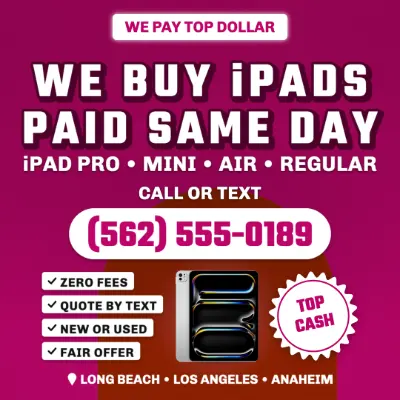 WE PAY TOP DOLLAR
WE BUY iPADS
PAID SAME DAY
iPAD PRO • MINI • AIR • REGULAR
CALL OR TEXT
(562) 555-0189
✓ ZERO FEES
✓ QUOTE BY TEXT
✓ NEW OR USED
✓ FAIR OFFER
TOP
CASH
LONG BEACH • LOS ANGELES • ANAHEIM